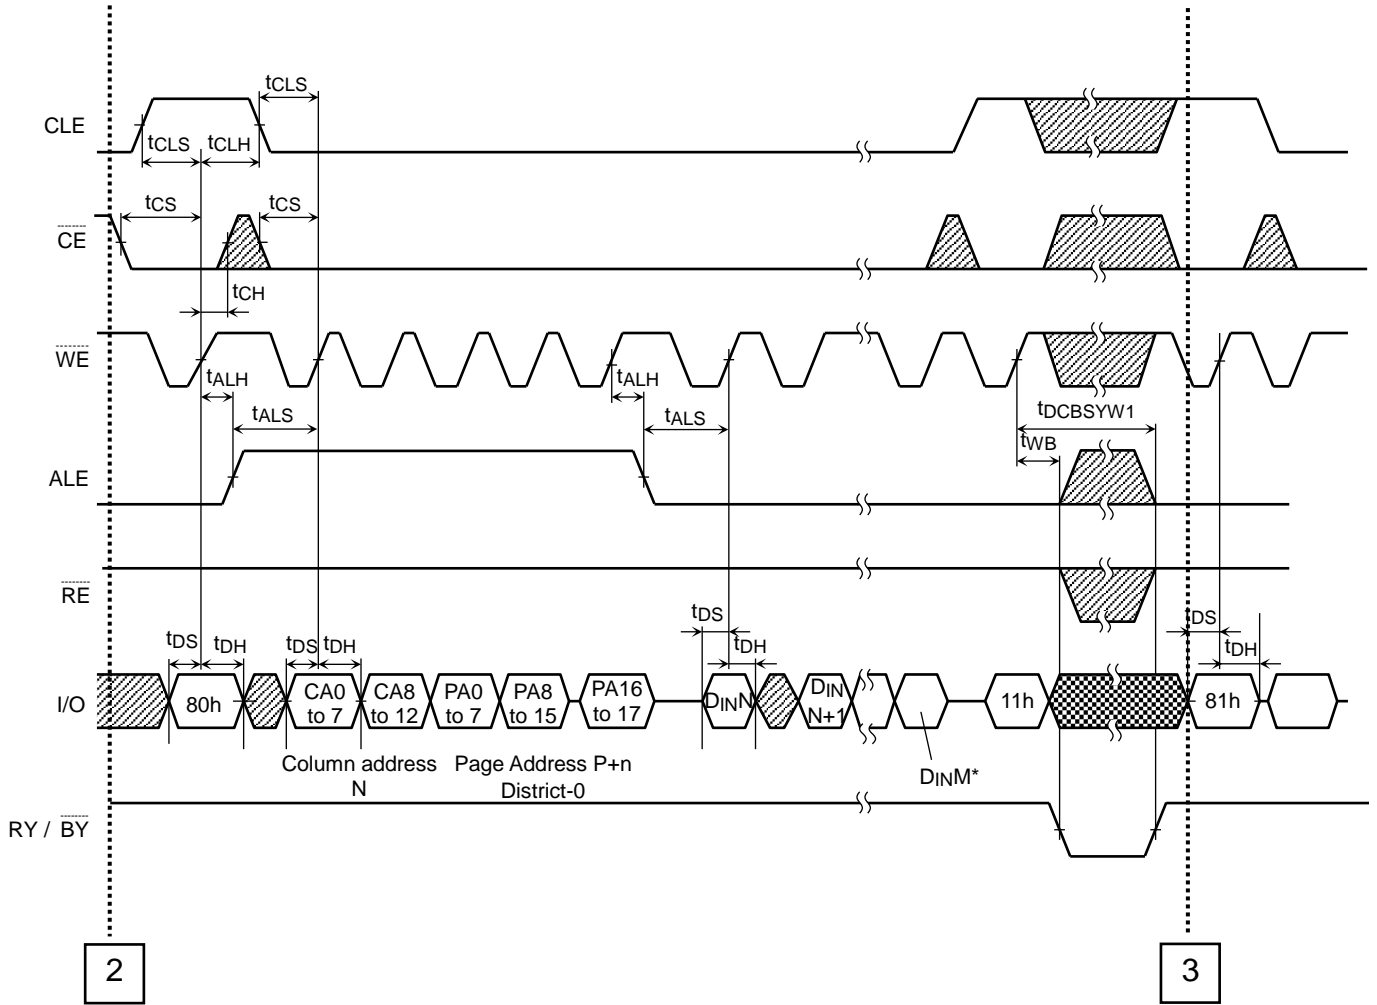 tCLS
CLE
tCLS tCLH
tCS tCS
CE
tCH
WE
tALH tALH
tALS tALS
tDCBSYW1
tWB
ALE
RE
tDS tDH tDS tDH tDS tDH tDS tDH
I/O
80h
CA0 to 7
CA8 to 12
PA0 to 7
PA8 to 15
PA16 to 17
DINN
DIN N+1
11h
81h
DINM*
Column address
N
Page Address P+n
District-0
RY / BY
2
3